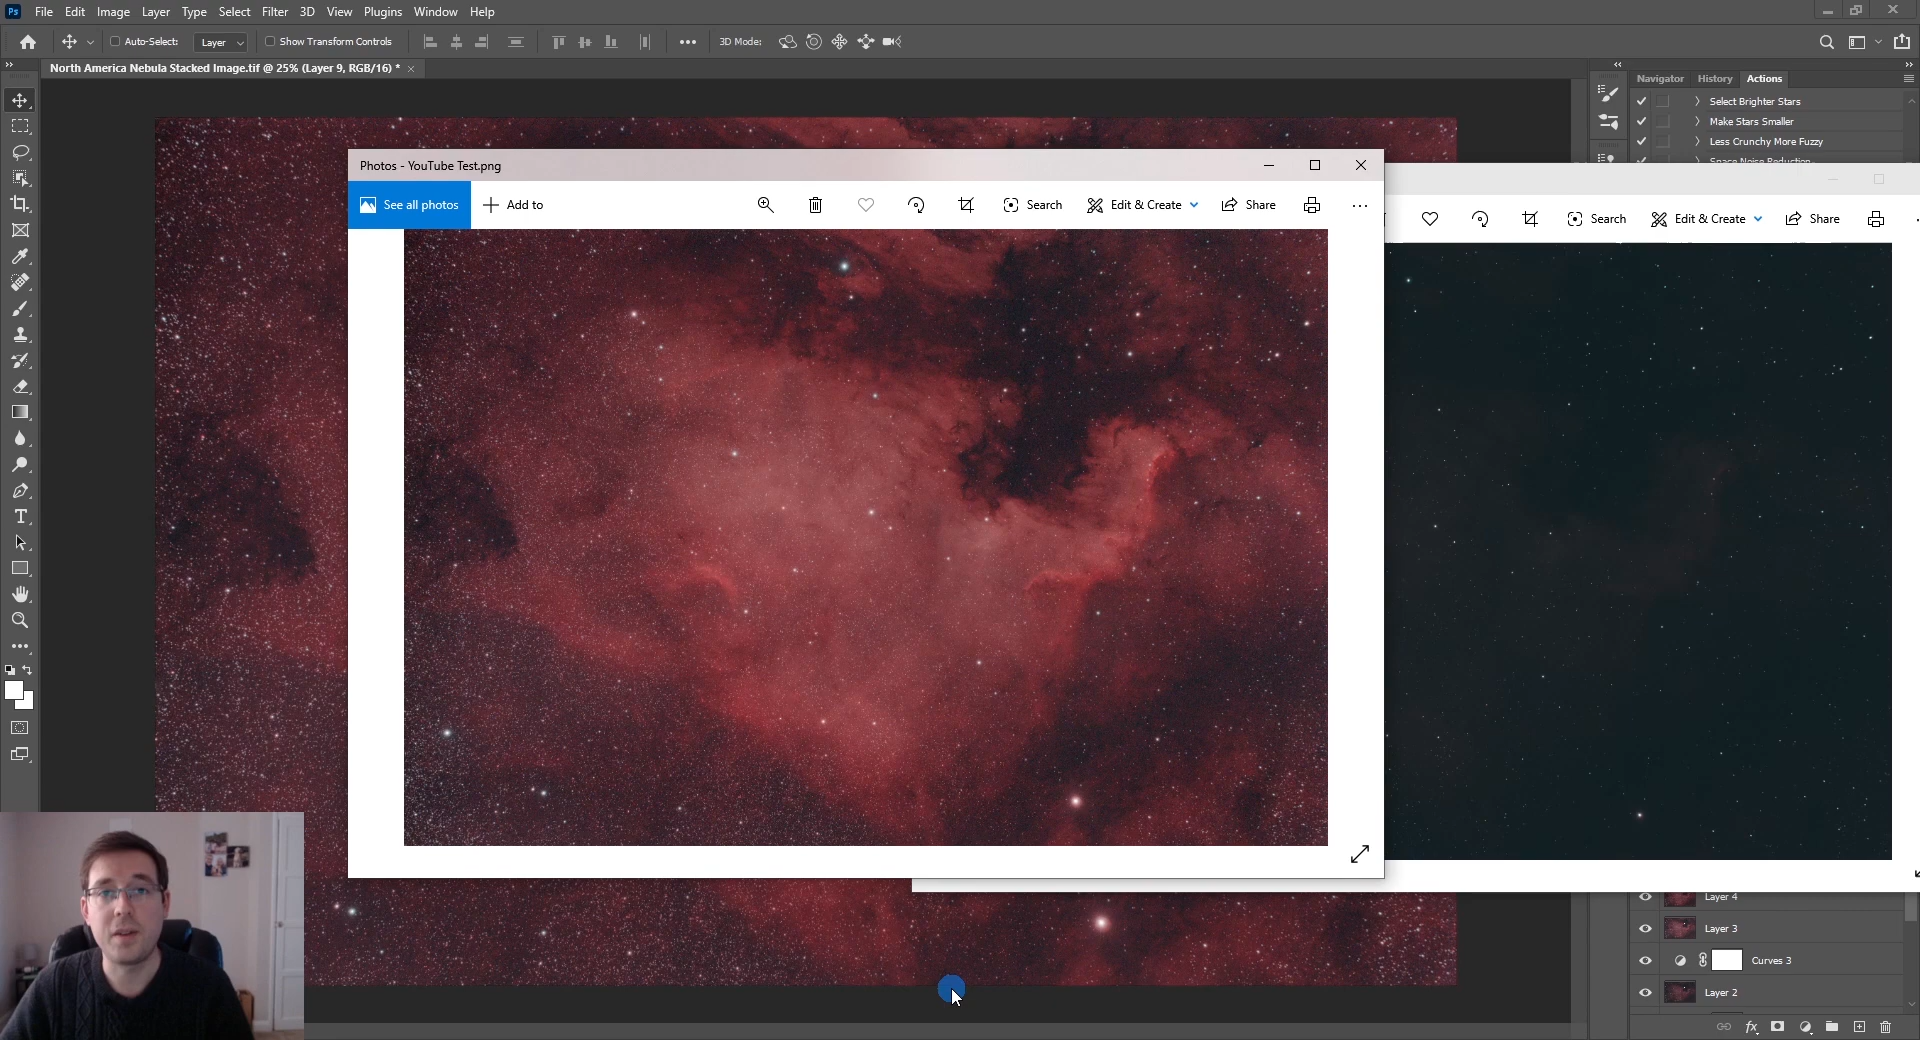 Ps File Edit Image Layer Type Select Filter 3D View Plugins Window Help
Auto-Select: Layer Show Transform Controls 3D Mode:
North America Nebula Stacked Image.tif @ 25% (Layer 9, RGB/16) *
Navigator History Actions
Select Brighter Stars
Make Stars Smaller
Less Crunchy More Fuzzy
Space Noise Reduction
Photos - YouTube Test.png
See all photos Add to Search Edit & Create Share
Search Edit & Create Share
Layer 4
Layer 3
Curves 3
Layer 2
fx